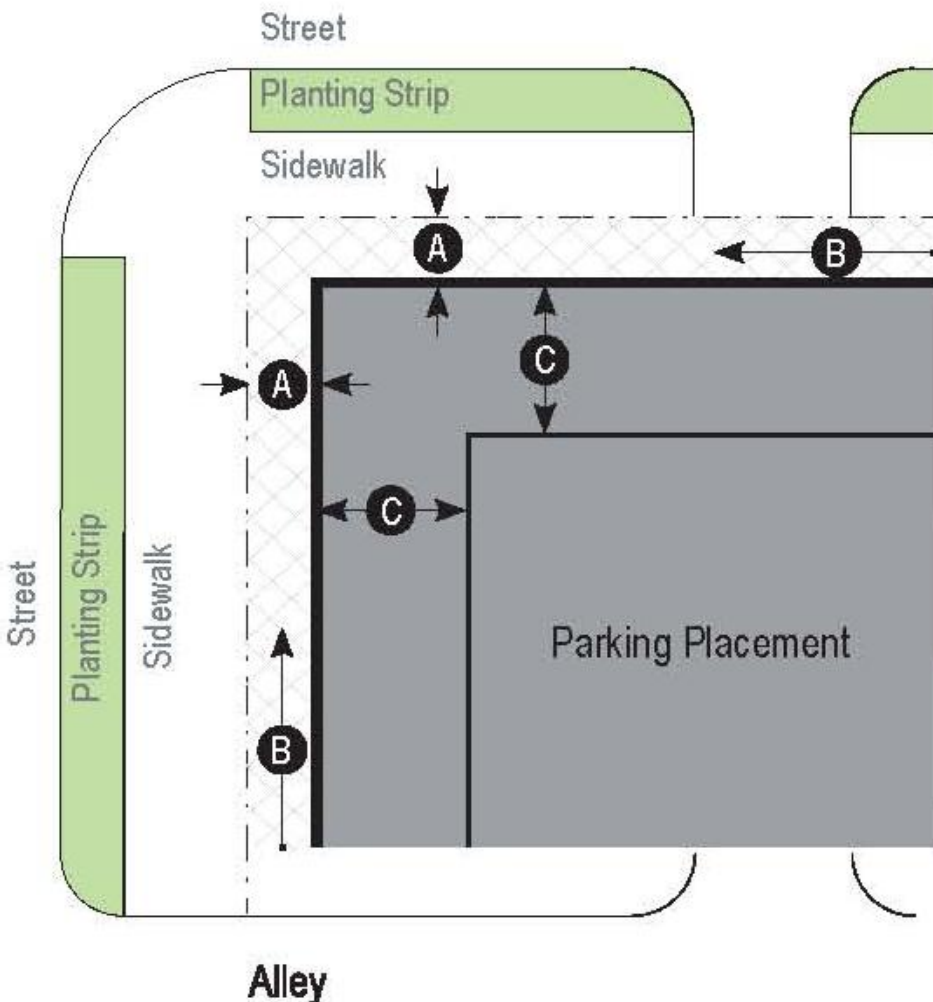 Street
Planting Strip
Sidewalk
A
B
C
A
C
Street
Planting Strip
Sidewalk
Parking Placement
B
Alley